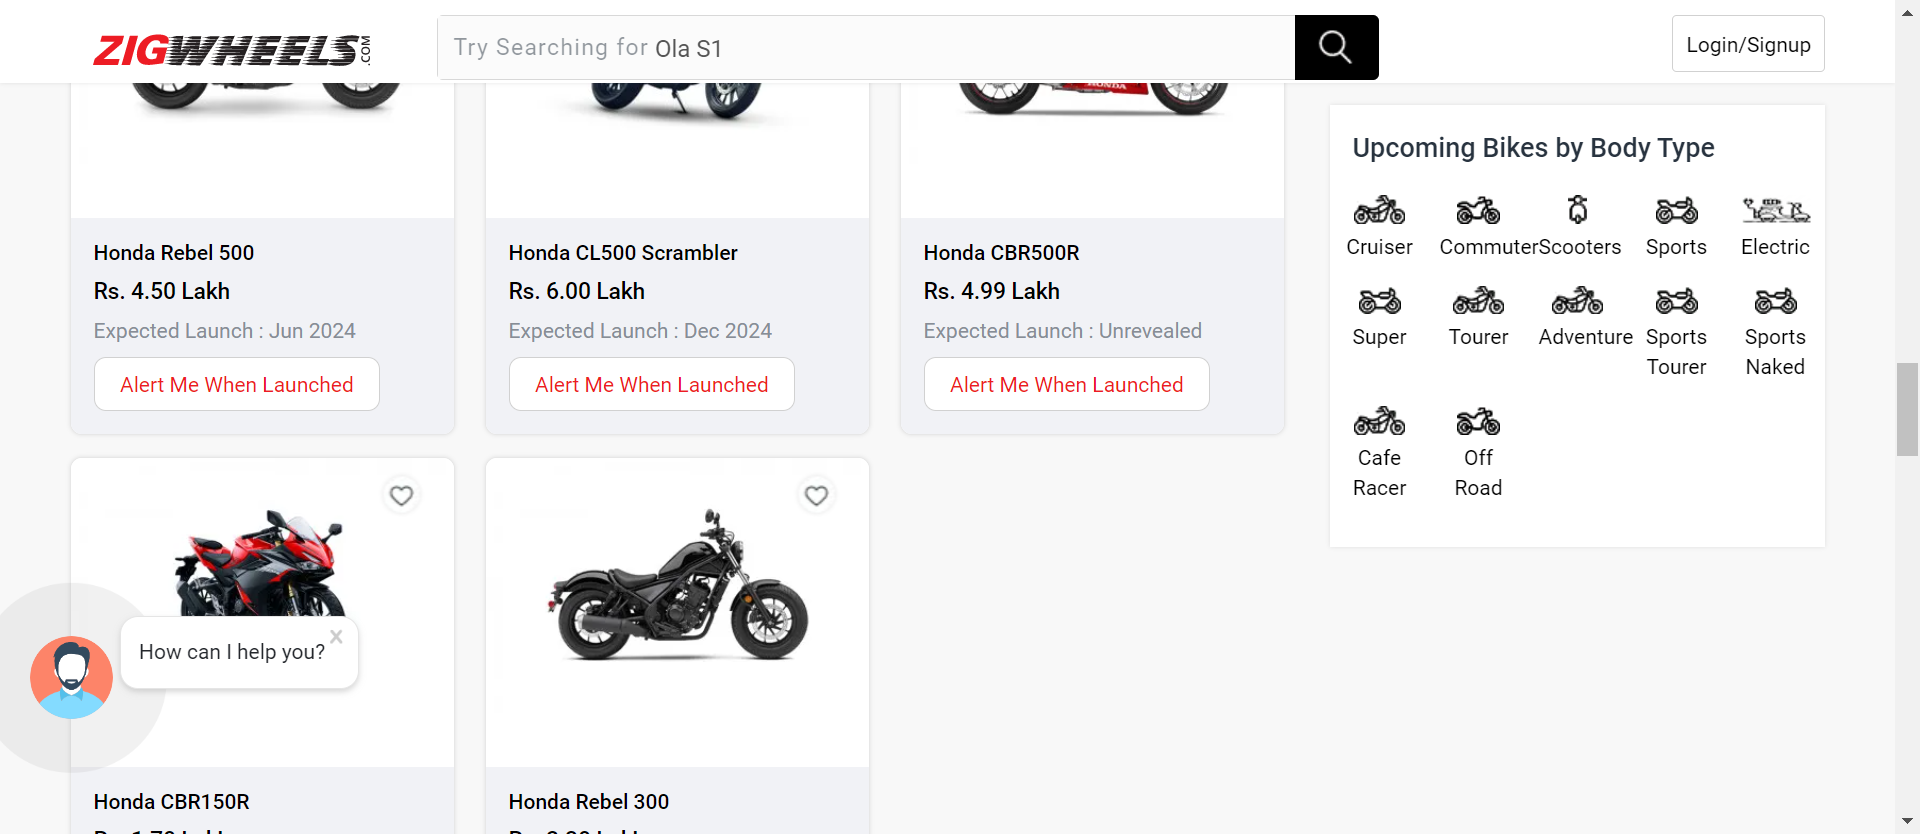 ZIGWHEELS.COM
Try Searching for Ola S1
Login/Signup
HONDA
Honda Rebel 500
Rs. 4.50 Lakh
Expected Launch : Jun 2024
Alert Me When Launched
Honda CL500 Scrambler
Rs. 6.00 Lakh
Expected Launch : Dec 2024
Alert Me When Launched
Honda CBR500R
Rs. 4.99 Lakh
Expected Launch : Unrevealed
Alert Me When Launched
Upcoming Bikes by Body Type
Cruiser
Commuter
Scooters
Sports
Electric
Super
Tourer
Adventure
Sports
Tourer
Sports
Naked
Cafe
Racer
Off
Road
How can I help you?
X
Honda CBR150R
Honda Rebel 300